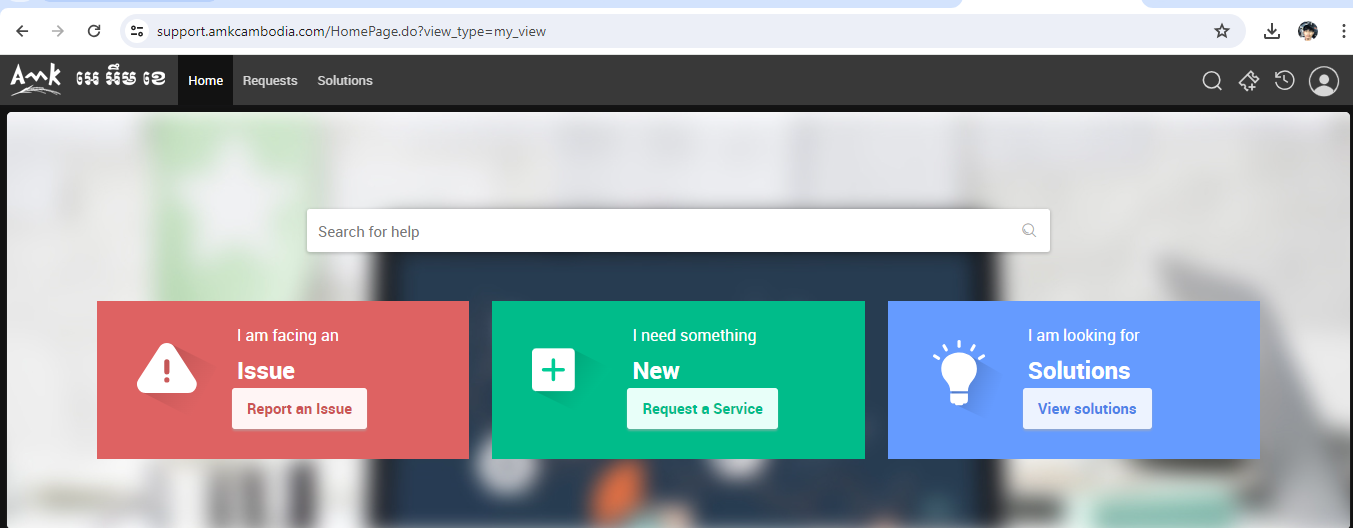 support.amkcambodia.com/HomePage.do?view_type=my_view
AmK អេ អឹម ខេ
Home
Requests
Solutions
Search for help
I am facing an
Issue
Report an Issue
I need something
New
Request a Service
I am looking for
Solutions
View solutions